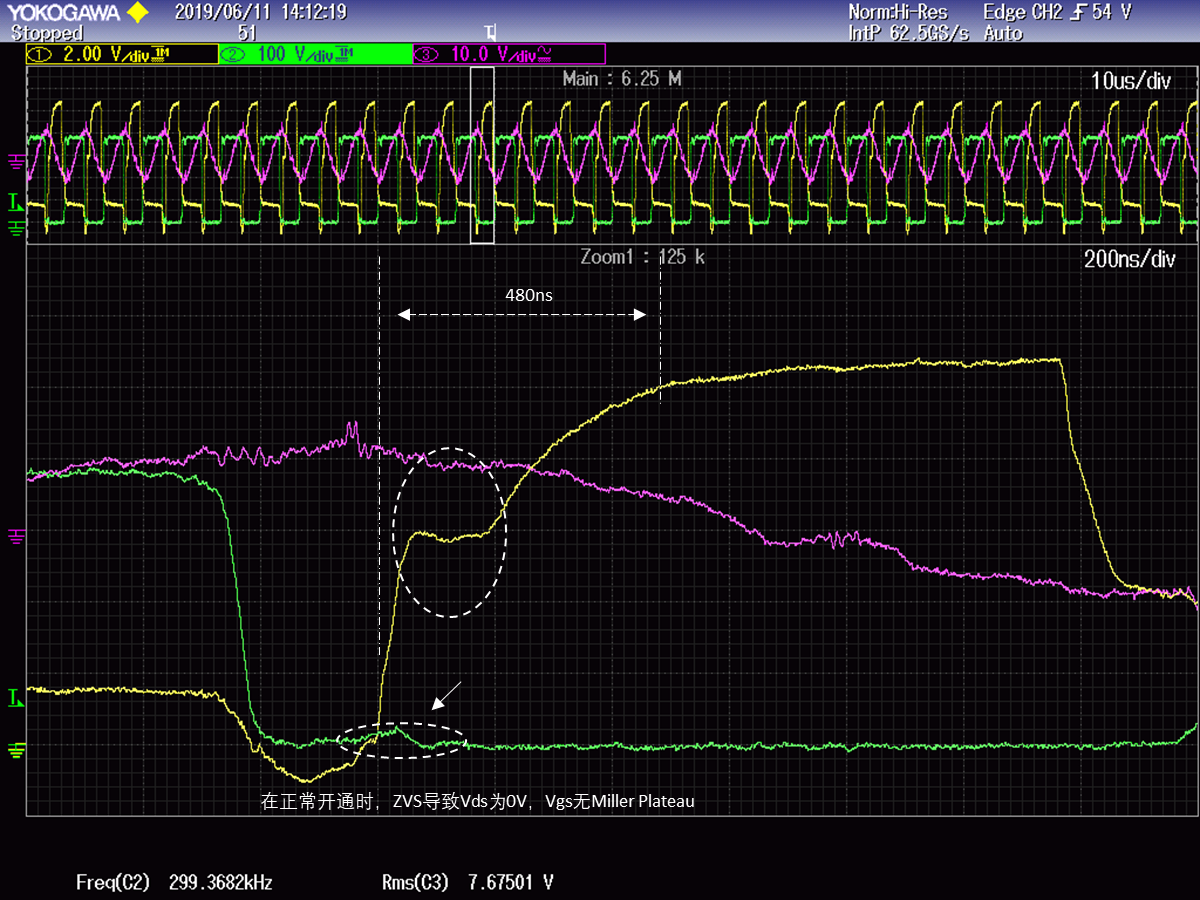 YOKOGAWA 2019/06/11 14:12:19 Norm:Hi-Res Edge CH2 54 V
Stopped 51 IntP 62.5GS/s Auto
1 2.00 V/div 1M 2 100 V/div 1M 3 10.0 V/div
Main : 6.25 M 10us/div
Zoom1 : 125 k 200ns/div
480ns
在正常开通时，ZVS导致Vds为0V，Vgs无Miller Plateau
Freq(C2) 299.3682kHz Rms(C3) 7.67501 V